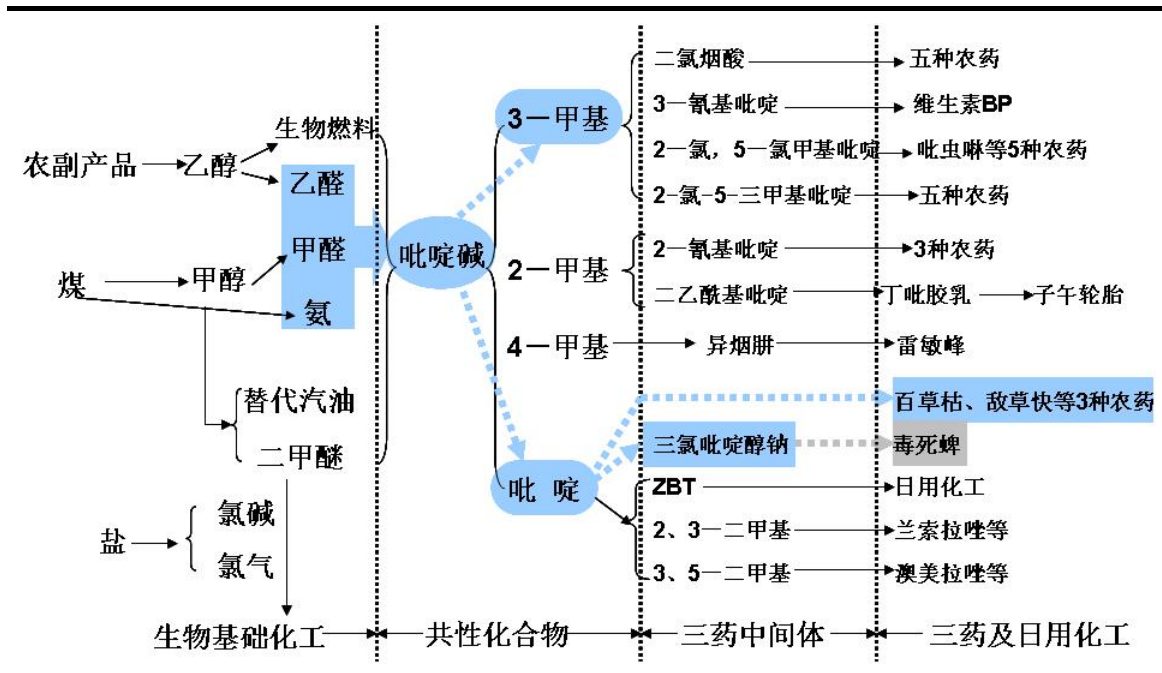 二氯烟酸
五种农药
3一甲基
3一氰基吡啶
维生素BP
生物燃料
2一氯，5一氯甲基吡啶
吡虫啉等5种农药
农副产品
乙醇
乙醛
2-氯-5-三甲基吡啶
五种农药
甲醛
吡啶碱
2一氰基吡啶
3种农药
2一甲基
煤
甲醇
氨
二乙酰基吡啶
丁吡胶乳
子午轮胎
4一甲基
异烟肼
雷敏峰
替代汽油
百草枯、敌草快等3种农药
二甲醚
三氯吡啶醇钠
毒死蜱
吡 啶
ZBT
日用化工
氯碱
2、3一二甲基
兰索拉唑等
盐
氯气
3、5一二甲基
澳美拉唑等
生物基础化工
共性化合物
三药中间体
三药及日用化工